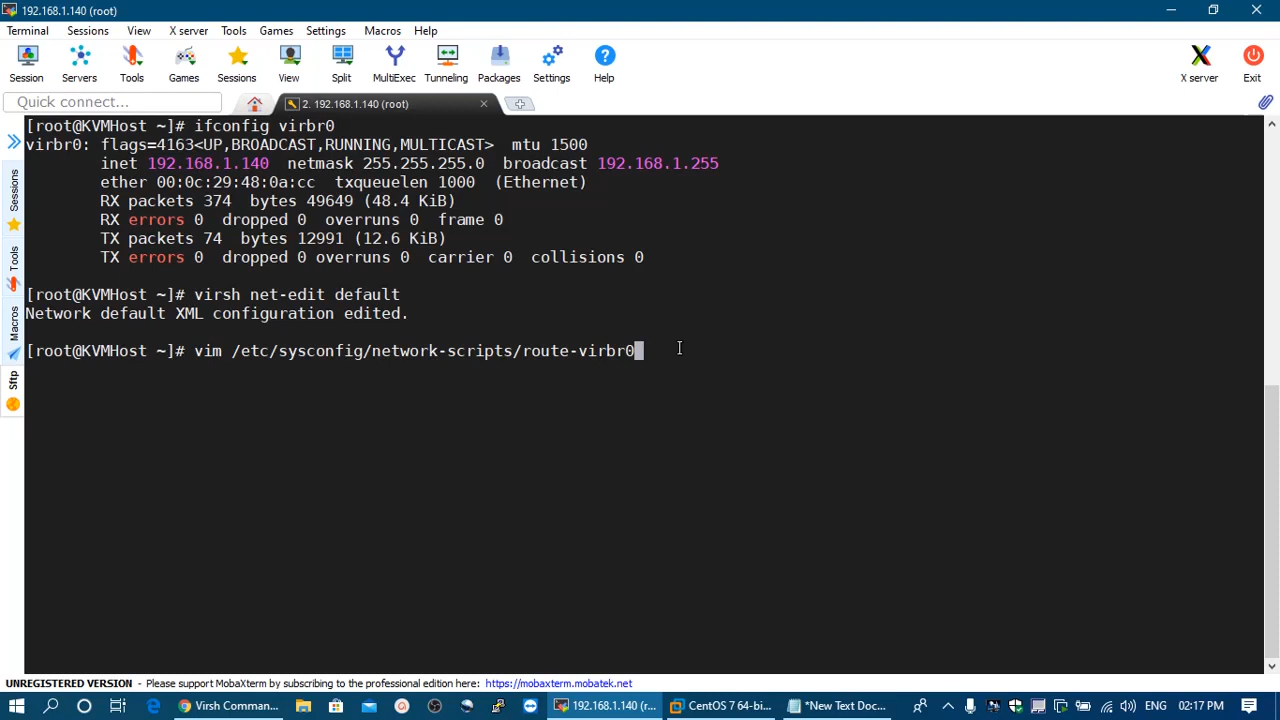 192.168.1.140 (root)
Terminal Sessions View X server Tools Games Settings Macros Help
Session Servers Tools Games Sessions View Split MultiExec Tunneling Packages Settings Help X server Exit
Quick connect...
2. 192.168.1.140 (root)
[root@KVMHost ~]# ifconfig virbr0
virbr0: flags=4163<UP,BROADCAST,RUNNING,MULTICAST>  mtu 1500
        inet 192.168.1.140  netmask 255.255.255.0  broadcast 192.168.1.255
        ether 00:0c:29:48:0a:cc  txqueuelen 1000  (Ethernet)
        RX packets 374  bytes 49649 (48.4 KiB)
        RX errors 0  dropped 0  overruns 0  frame 0
        TX packets 74  bytes 12991 (12.6 KiB)
        TX errors 0  dropped 0 overruns 0  carrier 0  collisions 0
[root@KVMHost ~]# virsh net-edit default
Network default XML configuration edited.
[root@KVMHost ~]# vim /etc/sysconfig/network-scripts/route-virbr0
Sessions
Tools
Macros
Sftp
UNREGISTERED VERSION - Please support MobaXterm by subscribing to the professional edition here: https://mobaxterm.mobatek.net
Virsh Comman...
192.168.1.140 (r...
CentOS 7 64-bi...
*New Text Doc...
ENG
02:17 PM